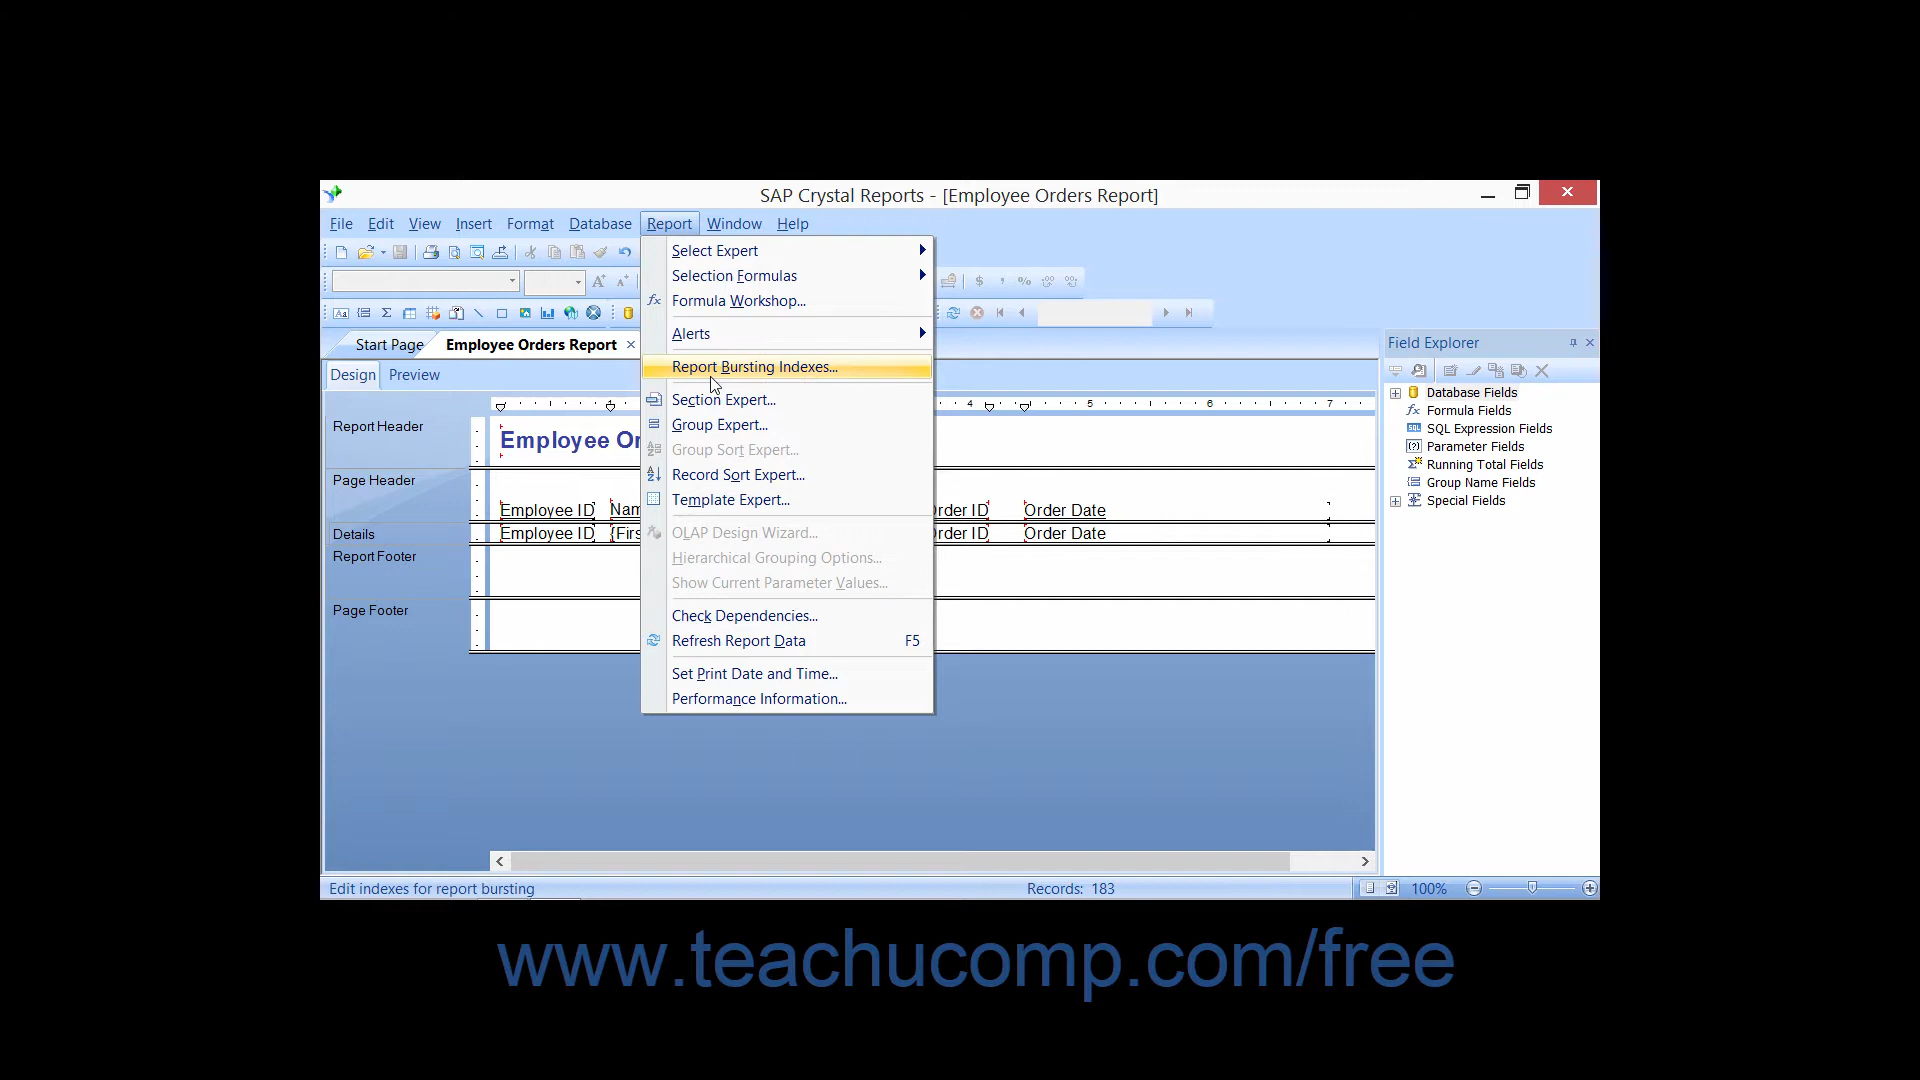 SAP Crystal Reports - [Employee Orders Report]
File Edit View Insert Format Database Report Window Help
Select Expert
Selection Formulas
Formula Workshop...
Alerts
Report Bursting Indexes...
Section Expert...
Group Expert...
Group Sort Expert...
Record Sort Expert...
Template Expert...
OLAP Design Wizard...
Hierarchical Grouping Options...
Show Current Parameter Values...
Check Dependencies...
Refresh Report Data F5
Set Print Date and Time...
Performance Information...
Start Page Employee Orders Report
Design Preview
4 5 7
Report Header
Employee Or
Page Header
Employee ID Nam Order ID Order Date
Details
Employee ID {Firs Order ID Order Date
Report Footer
Page Footer
Field Explorer
Database Fields
Formula Fields
SQL Expression Fields
Parameter Fields
Running Total Fields
Group Name Fields
Special Fields
Edit indexes for report bursting Records: 183 100%
www.teachucomp.com/free